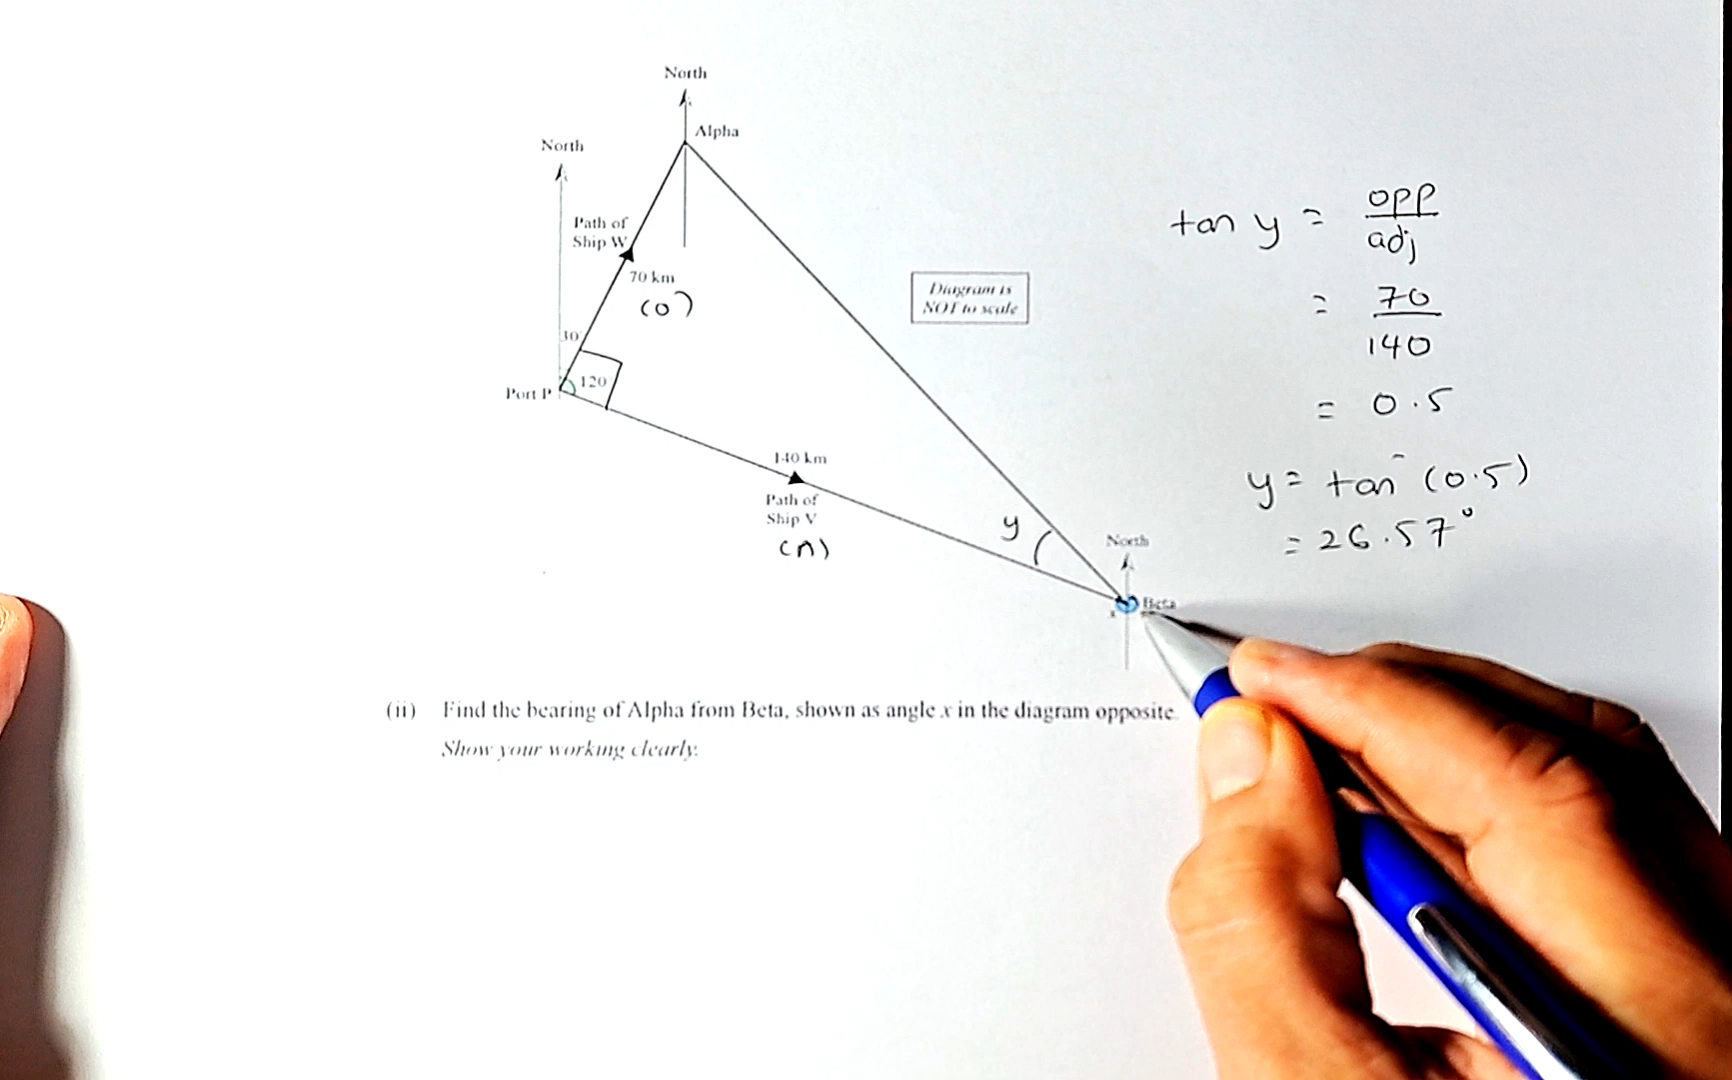 North
Alpha
North
Path of
Ship W
70 km
(o)
30
120
Port P
Diagram is
NOT to scale
140 km
Path of
Ship V
(A)
y
North
Beta
x
tan y = opp
adj
= 70
140
= 0.5
y = tan⁻ (0.5)
= 26.57°
(ii) Find the bearing of Alpha from Beta, shown as angle x in the diagram opposite.
Show your working clearly.